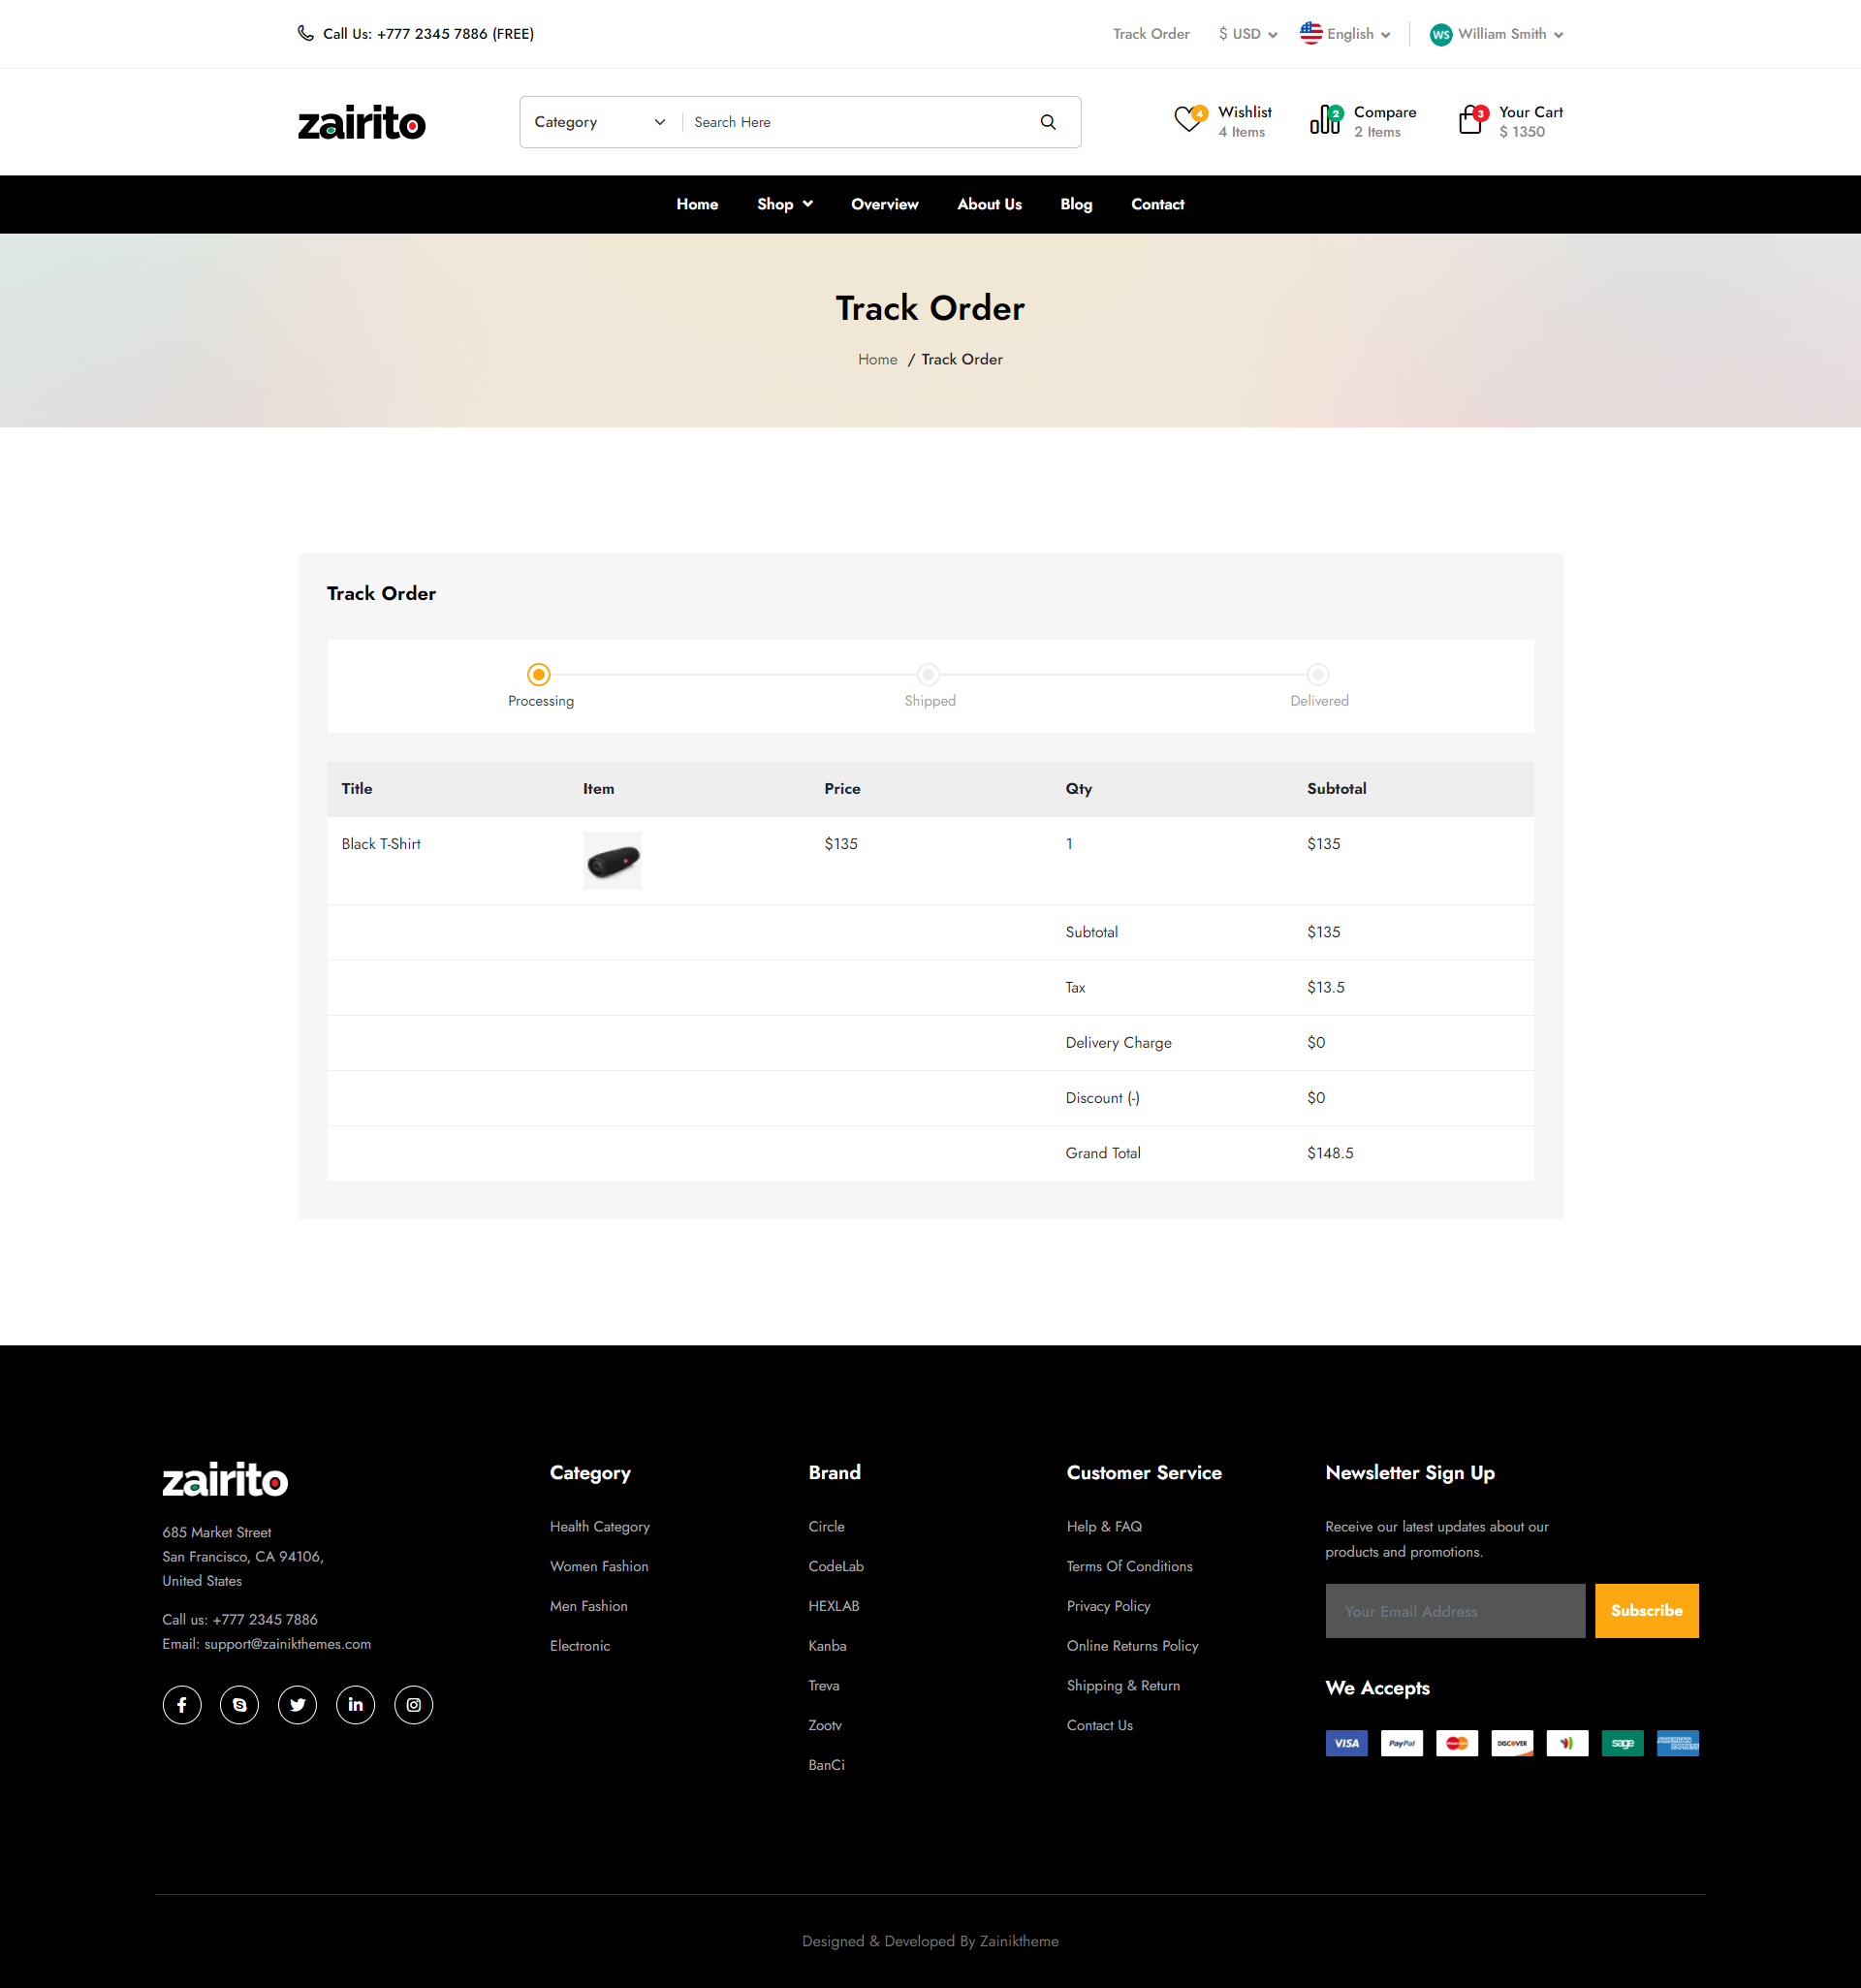 Call Us: +777 2345 7886 (FREE)
Track Order
$ USD
English
WS
William Smith
zairito
Category
Search Here
4
Wishlist
4 Items
2
Compare
2 Items
3
Your Cart
$ 1350
Home
Shop
Overview
About Us
Blog
Contact
Track Order
Home / Track Order
Track Order
Processing
Shipped
Delivered
Title Item Price Qty Subtotal
Black T-Shirt $135 1 $135
Subtotal $135
Tax $13.5
Delivery Charge $0
Discount (-) $0
Grand Total $148.5
zairito
685 Market Street
San Francisco, CA 94106,
United States
Call us: +777 2345 7886
Email: support@zainikthemes.com
Category
Health Category
Women Fashion
Men Fashion
Electronic
Brand
Circle
CodeLab
HEXLAB
Kanba
Treva
Zootv
BanCi
Customer Service
Help & FAQ
Terms Of Conditions
Privacy Policy
Online Returns Policy
Shipping & Return
Contact Us
Newsletter Sign Up
Receive our latest updates about our
products and promotions.
Your Email Address
Subscribe
We Accepts
VISA
PayPal
MasterCard
DISCOVER
sage
AMERICAN
EXPRESS
Designed & Developed By Zainiktheme